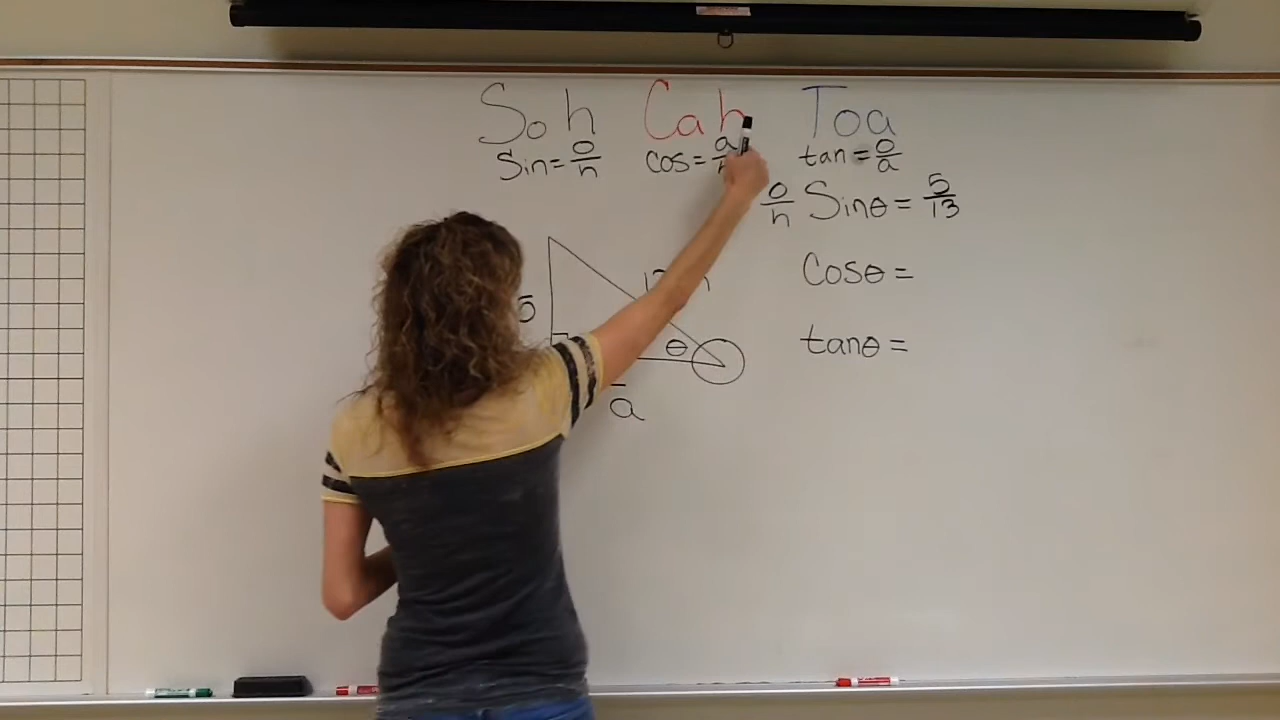 Soh Cah Toa
sin = o/h cos = a/h tan = o/a
o/h Sinθ = 5/13
Cosθ =
tanθ =
5
θ
a